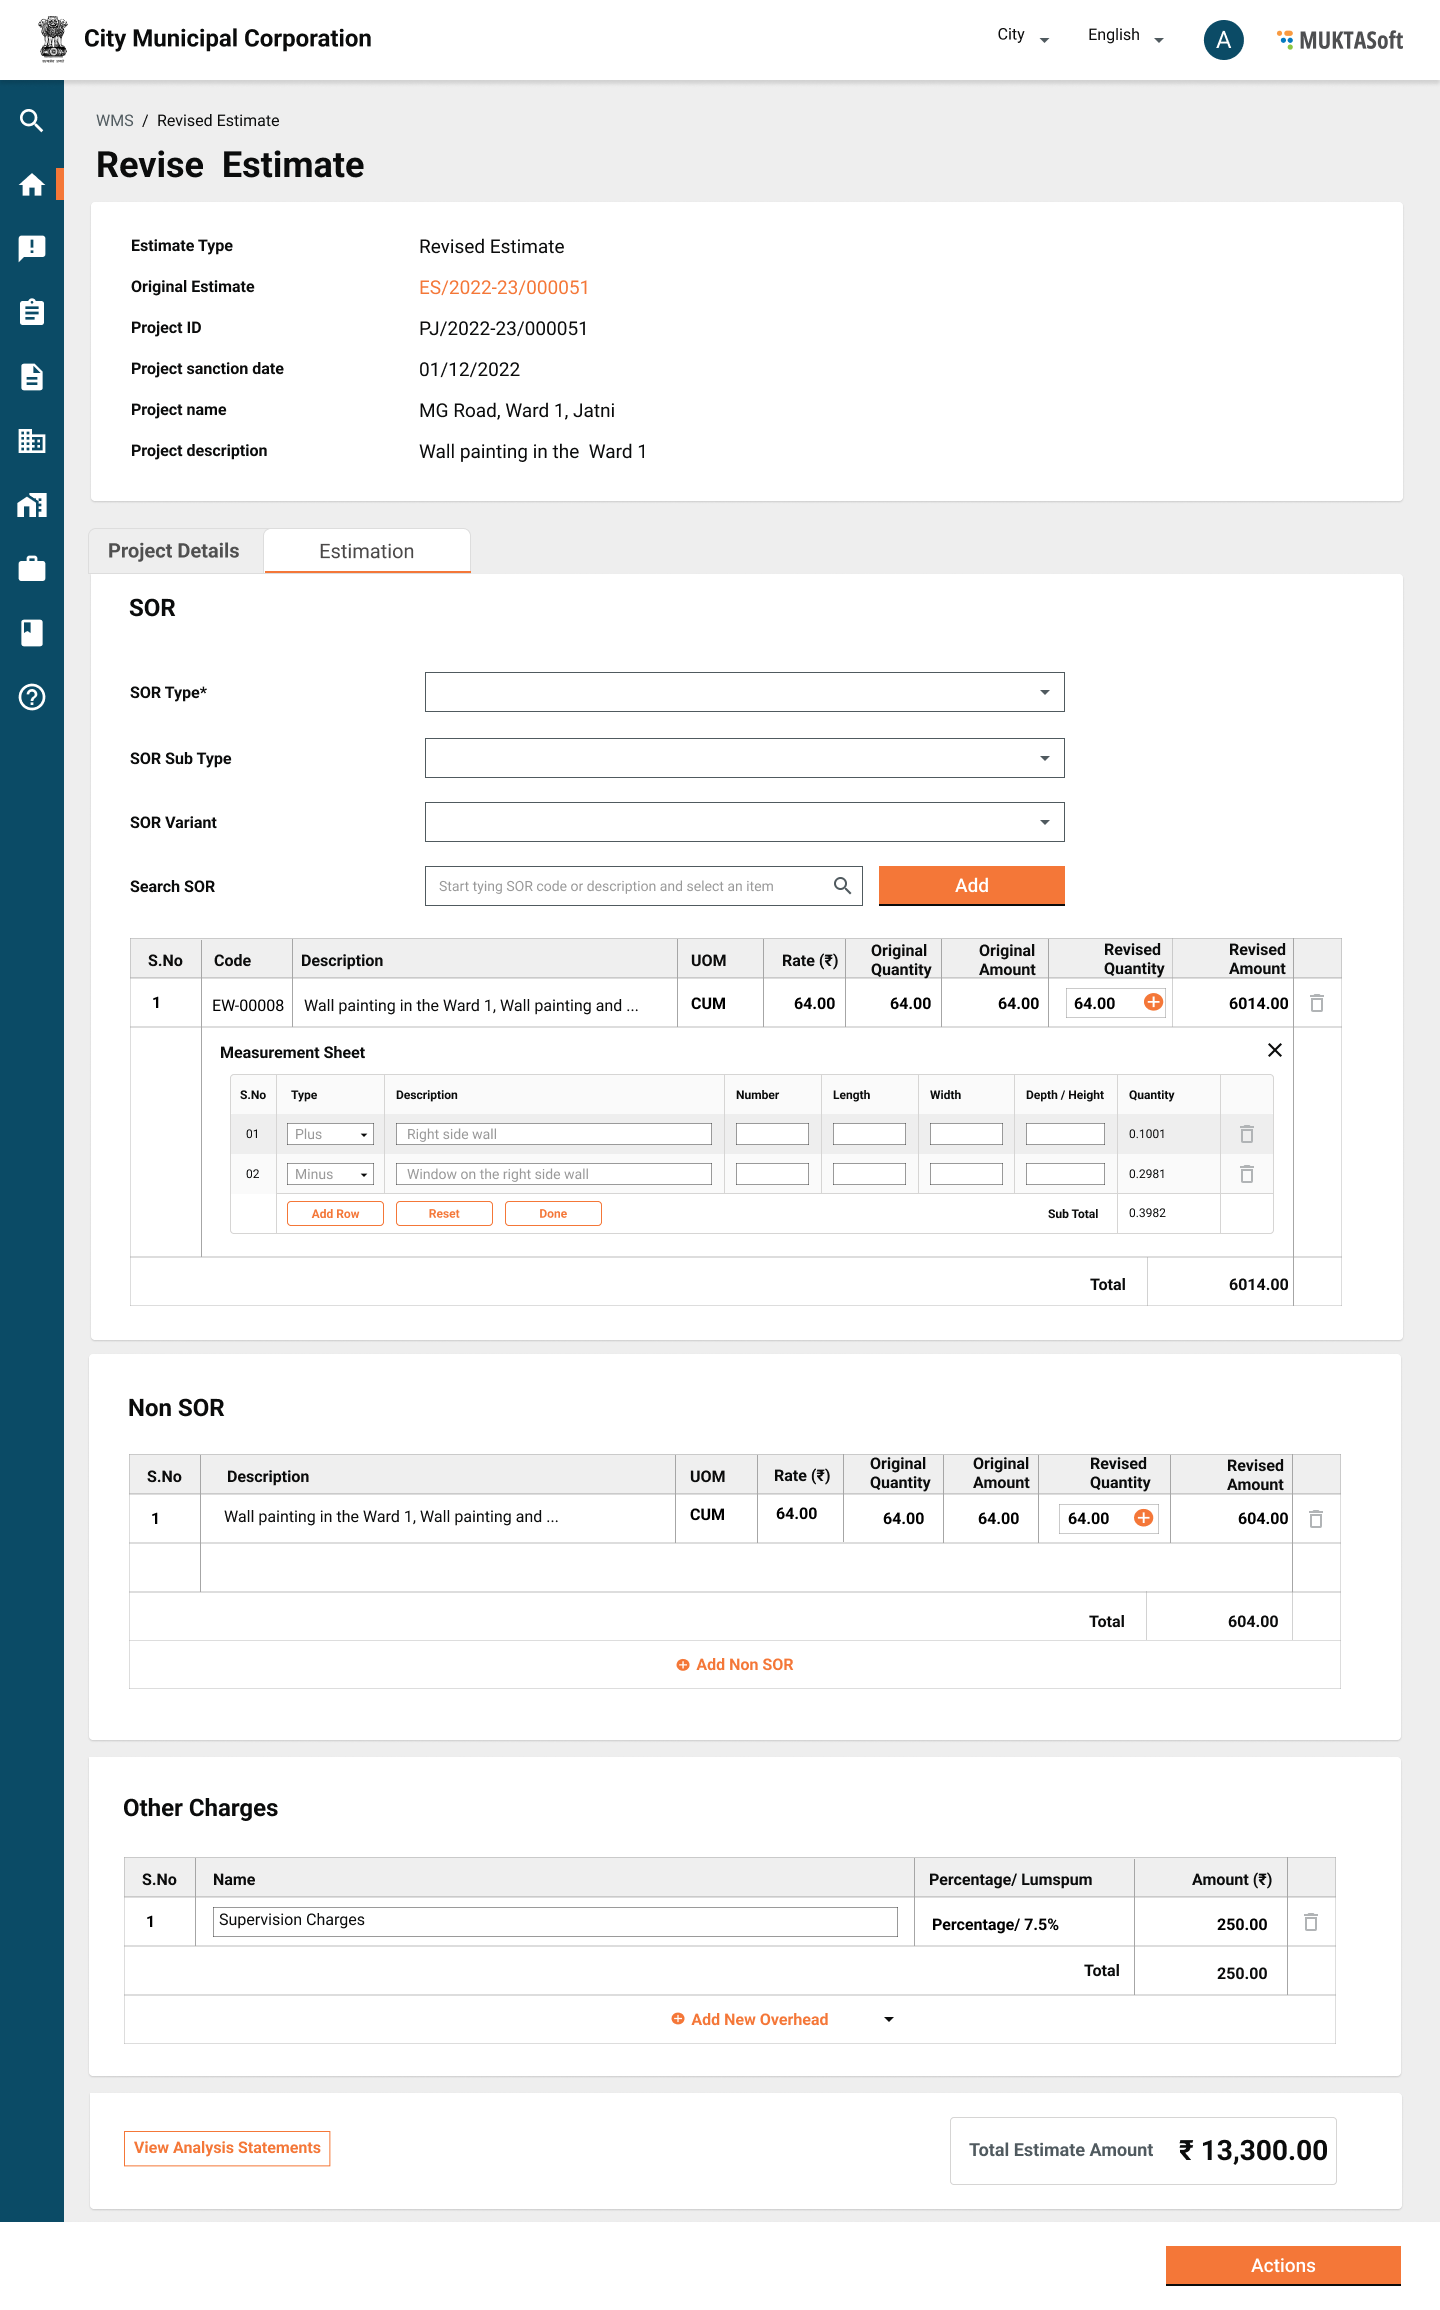 City Municipal Corporation
City English A MUKTASoft
WMS / Revised Estimate
Revise Estimate
Estimate Type Revised Estimate
Original Estimate ES/2022-23/000051
Project ID PJ/2022-23/000051
Project sanction date 01/12/2022
Project name MG Road, Ward 1, Jatni
Project description Wall painting in the Ward 1
Project Details Estimation
SOR
SOR Type*
SOR Sub Type
SOR Variant
Search SOR Start tying SOR code or description and select an item Add
S.No Code Description UOM Rate (₹) Original Quantity Original Amount Revised Quantity Revised Amount
1 EW-00008 Wall painting in the Ward 1, Wall painting and ... CUM 64.00 64.00 64.00 64.00 6014.00
Measurement Sheet
S.No Type Description Number Length Width Depth / Height Quantity
01 Plus Right side wall 0.1001
02 Minus Window on the right side wall 0.2981
Add Row Reset Done Sub Total 0.3982
Total 6014.00
Non SOR
S.No Description UOM Rate (₹) Original Quantity Original Amount Revised Quantity Revised Amount
1 Wall painting in the Ward 1, Wall painting and ... CUM 64.00 64.00 64.00 64.00 604.00
Total 604.00
Add Non SOR
Other Charges
S.No Name Percentage/ Lumspum Amount (₹)
1 Supervision Charges Percentage/ 7.5% 250.00
Total 250.00
Add New Overhead
View Analysis Statements Total Estimate Amount ₹ 13,300.00
Actions